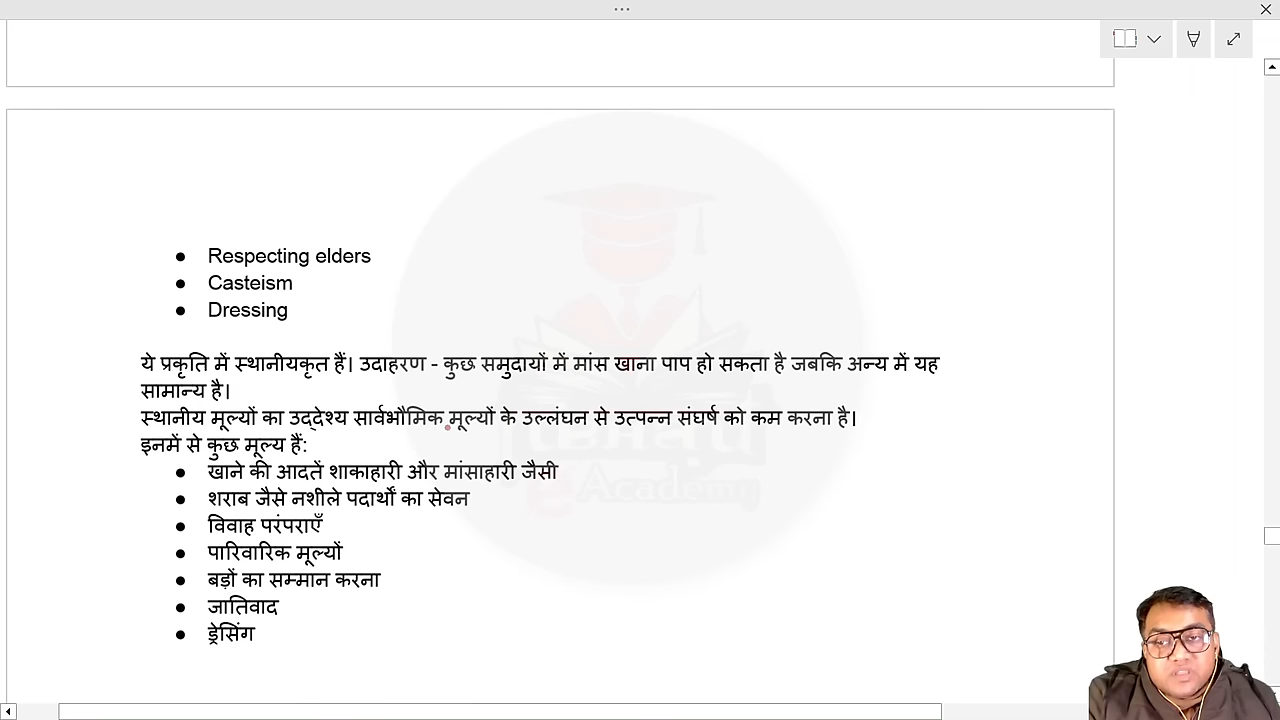 ● Respecting elders
● Casteism
● Dressing
ये प्रकृति में स्थानीयकृत हैं। उदाहरण - कुछ समुदायों में मांस खाना पाप हो सकता है जबकि अन्य में यह
सामान्य है।
स्थानीय मूल्यों का उद्देश्य सार्वभौमिक मूल्यों के उल्लंघन से उत्पन्न संघर्ष को कम करना है।
इनमें से कुछ मूल्य हैं:
● खाने की आदतें शाकाहारी और मांसाहारी जैसी
● शराब जैसे नशीले पदार्थों का सेवन
● विवाह परंपराएँ
● पारिवारिक मूल्यों
● बड़ों का सम्मान करना
● जातिवाद
● ड्रेसिंग
Academy